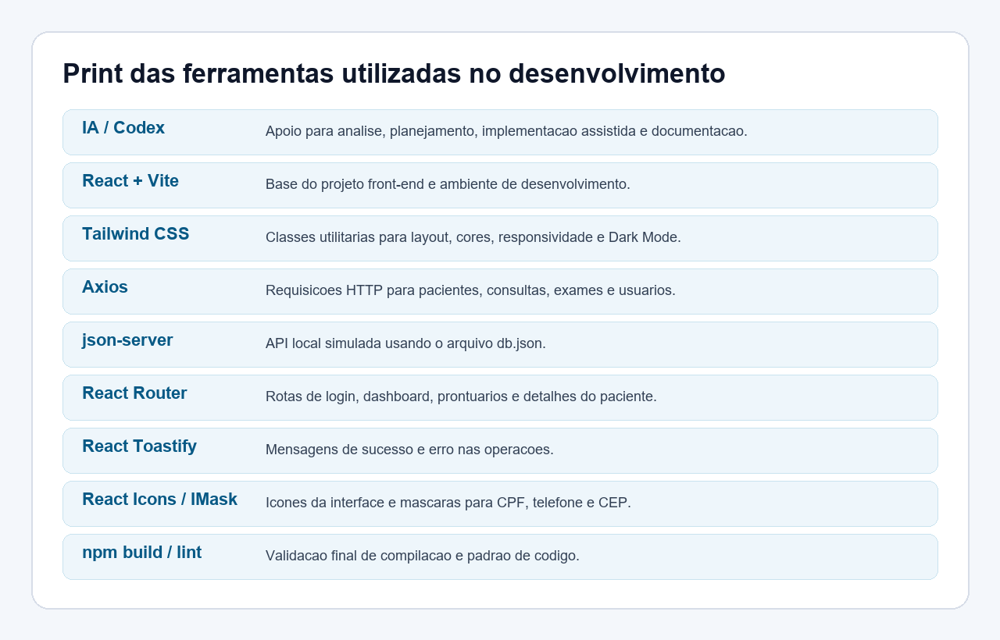 Print das ferramentas utilizadas no desenvolvimento
IA / Codex
Apoio para analise, planejamento, implementacao assistida e documentacao.
React + Vite
Base do projeto front-end e ambiente de desenvolvimento.
Tailwind CSS
Classes utilitarias para layout, cores, responsividade e Dark Mode.
Axios
Requisicoes HTTP para pacientes, consultas, exames e usuarios.
json-server
API local simulada usando o arquivo db.json.
React Router
Rotas de login, dashboard, prontuarios e detalhes do paciente.
React Toastify
Mensagens de sucesso e erro nas operacoes.
React Icons / IMask
Icones da interface e mascaras para CPF, telefone e CEP.
npm build / lint
Validacao final de compilacao e padrao de codigo.